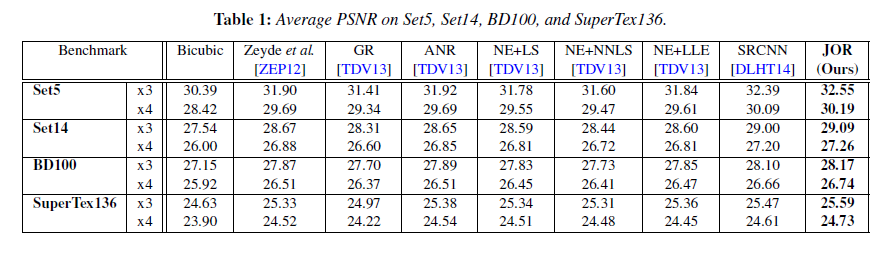 Table 1: Average PSNR on Set5, Set14, BD100, and SuperTex136.
Benchmark Bicubic Zeyde et al. GR ANR NE+LS NE+NNLS NE+LLE SRCNN JOR
[ZEP12] [TDV13] [TDV13] [TDV13] [TDV13] [TDV13] [DLHT14] (Ours)
Set5 x3 30.39 31.90 31.41 31.92 31.78 31.60 31.84 32.39 32.55
x4 28.42 29.69 29.34 29.69 29.55 29.47 29.61 30.09 30.19
Set14 x3 27.54 28.67 28.31 28.65 28.59 28.44 28.60 29.00 29.09
x4 26.00 26.88 26.60 26.85 26.81 26.72 26.81 27.20 27.26
BD100 x3 27.15 27.87 27.70 27.89 27.83 27.73 27.85 28.10 28.17
x4 25.92 26.51 26.37 26.51 26.45 26.41 26.47 26.66 26.74
SuperTex136 x3 24.63 25.33 24.97 25.38 25.34 25.31 25.36 25.47 25.59
x4 23.90 24.52 24.22 24.54 24.51 24.48 24.45 24.61 24.73